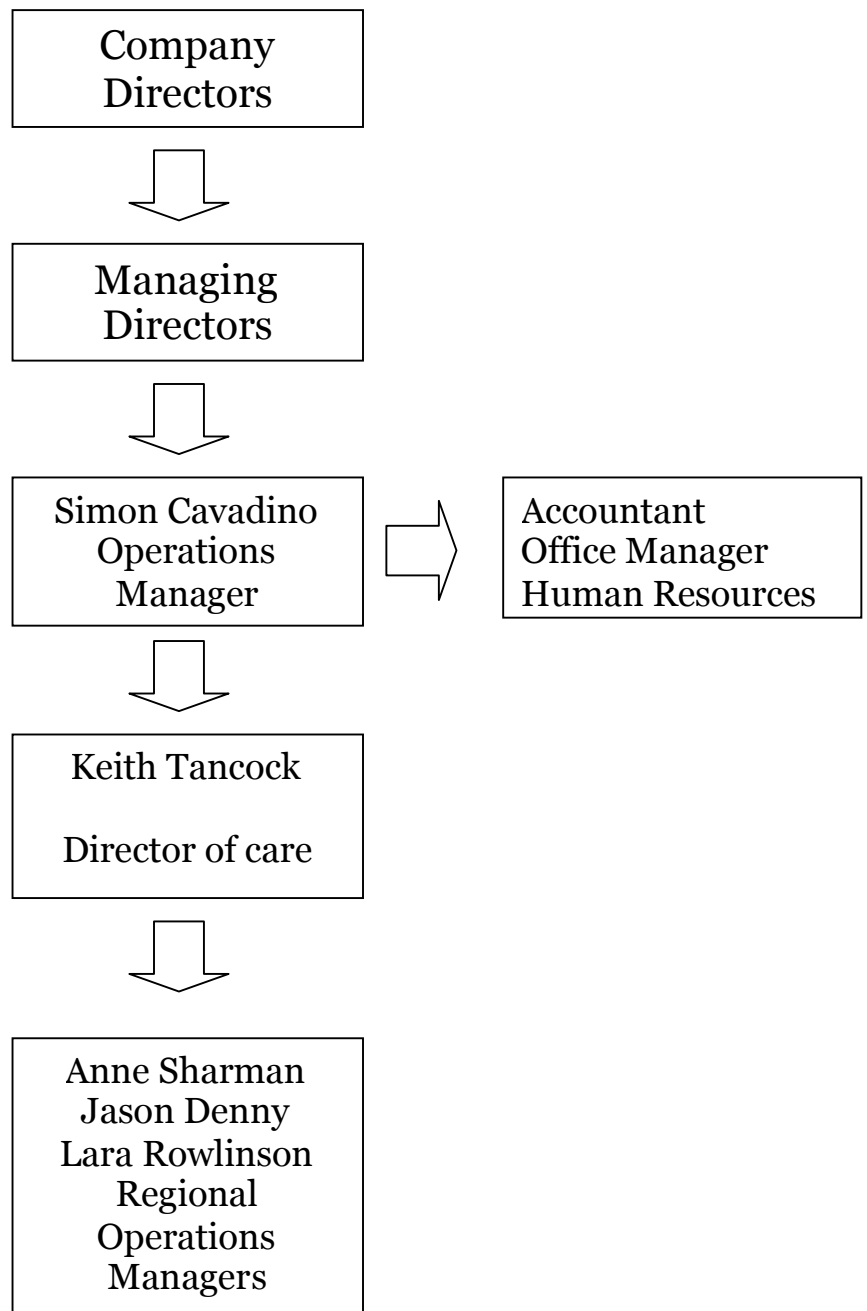 Company
Directors
Managing
Directors
Simon Cavadino
Operations
Manager
Accountant
Office Manager
Human Resources
Keith Tancock
Director of care
Anne Sharman
Jason Denny
Lara Rowlinson
Regional
Operations
Managers